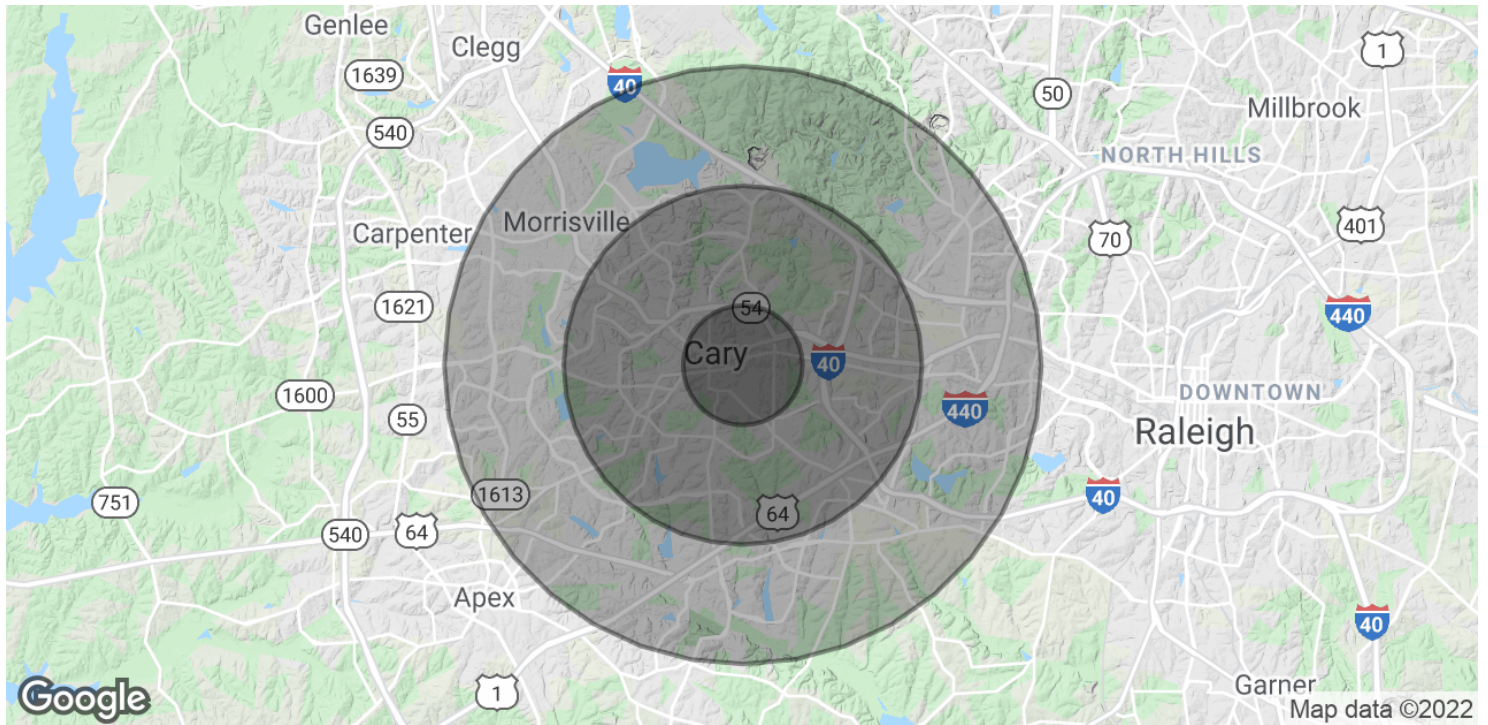 Genlee
Clegg
1
1639
40
50
Millbrook
540
NORTH HILLS
Morrisville
Carpenter
401
70
1621
54
440
Cary
40
1600
DOWNTOWN
55
440
Raleigh
1613
751
40
64
540
64
Apex
40
1
Garner
Google
Map data ©2022